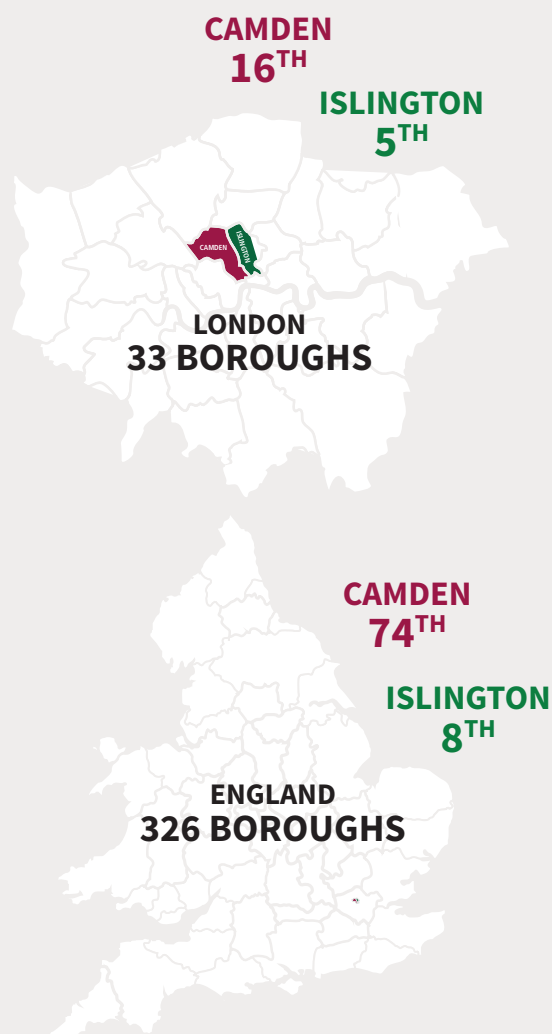 CAMDEN
16TH
ISLINGTON
5TH
CAMDEN
ISLINGTON
LONDON
33 BOROUGHS
CAMDEN
74TH
ISLINGTON
8TH
ENGLAND
326 BOROUGHS